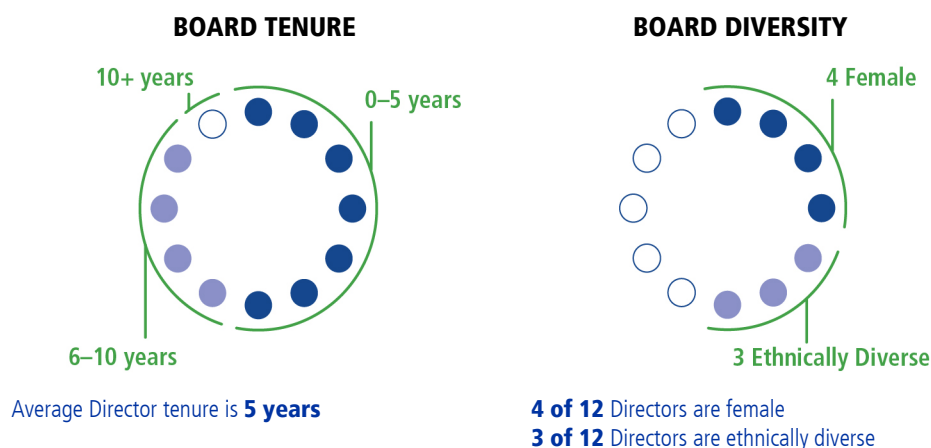 BOARD TENURE
10+ years
0–5 years
6–10 years
Average Director tenure is 5 years
BOARD DIVERSITY
4 Female
3 Ethnically Diverse
4 of 12 Directors are female
3 of 12 Directors are ethnically diverse